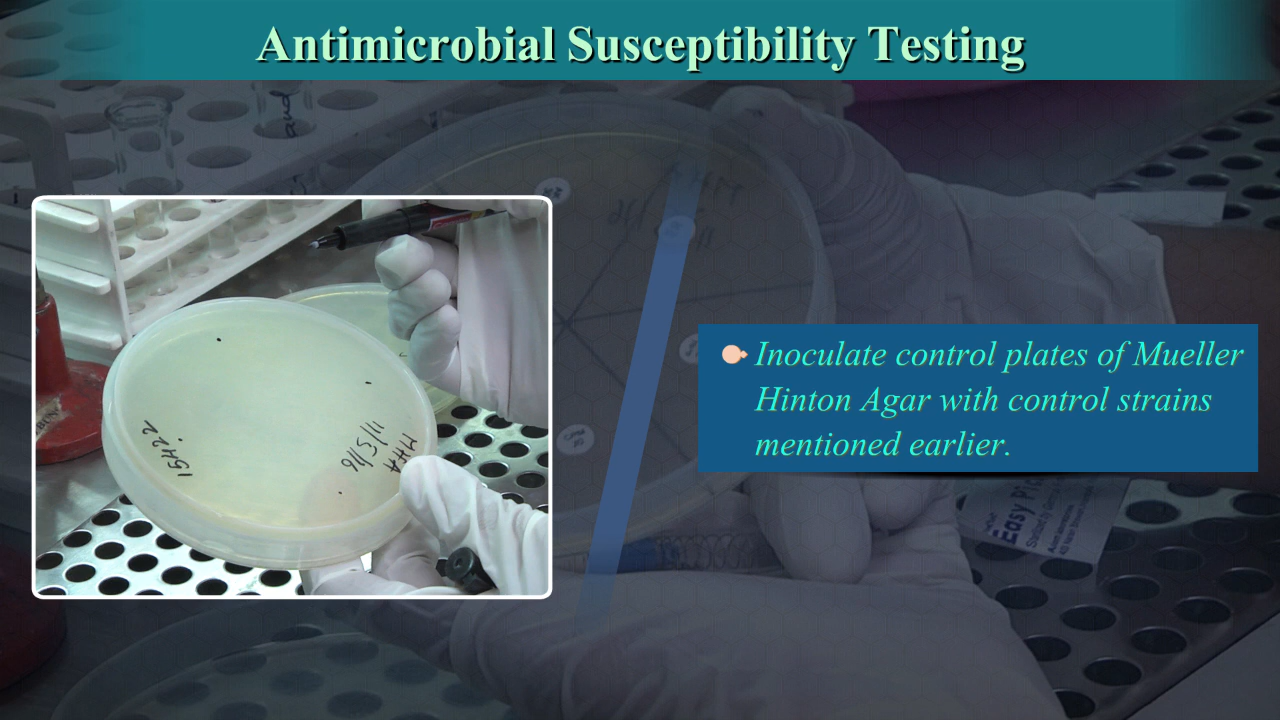 Antimicrobial Susceptibility Testing
Inoculate control plates of Mueller
Hinton Agar with control strains
mentioned earlier.
15422
11/5/16
MHA
Easy